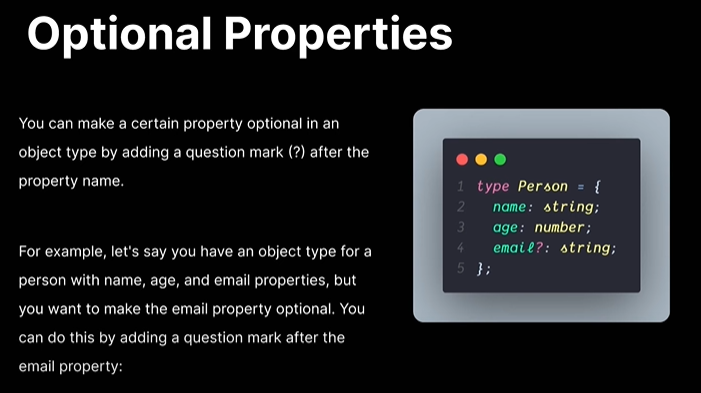 Optional Properties
You can make a certain property optional in an
object type by adding a question mark (?) after the
property name.
For example, let's say you have an object type for a
person with name, age, and email properties, but
you want to make the email property optional. You
can do this by adding a question mark after the
email property:
1 type Person = {
2 name: string;
3 age: number;
4 email?: string;
5 };